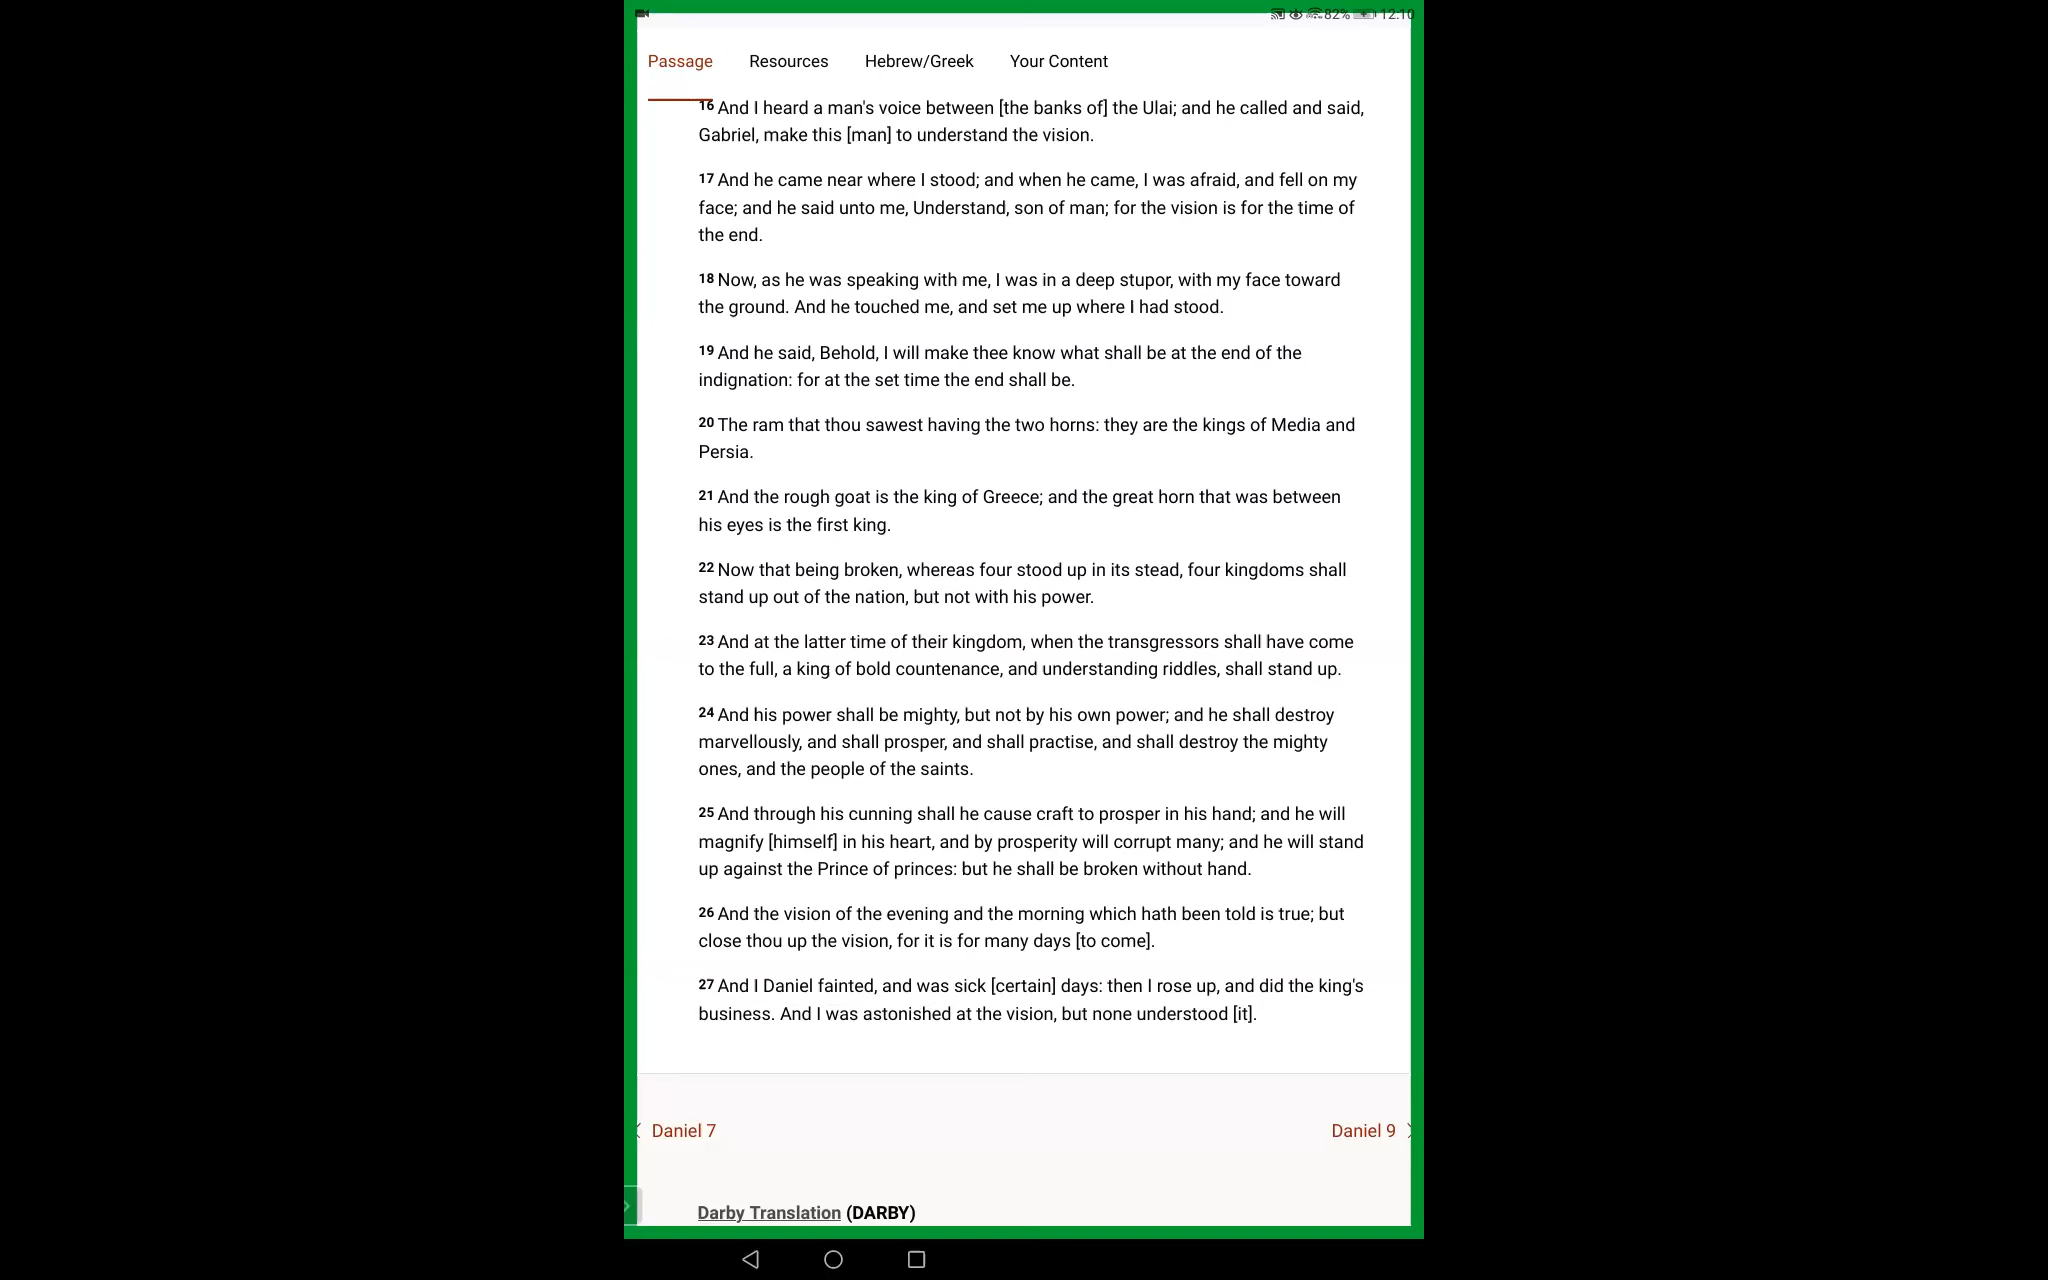 82% 12:10
Passage Resources Hebrew/Greek Your Content
16 And I heard a man's voice between [the banks of] the Ulai; and he called and said,
Gabriel, make this [man] to understand the vision.
17 And he came near where I stood; and when he came, I was afraid, and fell on my
face; and he said unto me, Understand, son of man; for the vision is for the time of
the end.
18 Now, as he was speaking with me, I was in a deep stupor, with my face toward
the ground. And he touched me, and set me up where I had stood.
19 And he said, Behold, I will make thee know what shall be at the end of the
indignation: for at the set time the end shall be.
20 The ram that thou sawest having the two horns: they are the kings of Media and
Persia.
21 And the rough goat is the king of Greece; and the great horn that was between
his eyes is the first king.
22 Now that being broken, whereas four stood up in its stead, four kingdoms shall
stand up out of the nation, but not with his power.
23 And at the latter time of their kingdom, when the transgressors shall have come
to the full, a king of bold countenance, and understanding riddles, shall stand up.
24 And his power shall be mighty, but not by his own power; and he shall destroy
marvellously, and shall prosper, and shall practise, and shall destroy the mighty
ones, and the people of the saints.
25 And through his cunning shall he cause craft to prosper in his hand; and he will
magnify [himself] in his heart, and by prosperity will corrupt many; and he will stand
up against the Prince of princes: but he shall be broken without hand.
26 And the vision of the evening and the morning which hath been told is true; but
close thou up the vision, for it is for many days [to come].
27 And I Daniel fainted, and was sick [certain] days: then I rose up, and did the king's
business. And I was astonished at the vision, but none understood [it].
Daniel 7 Daniel 9
Darby Translation (DARBY)